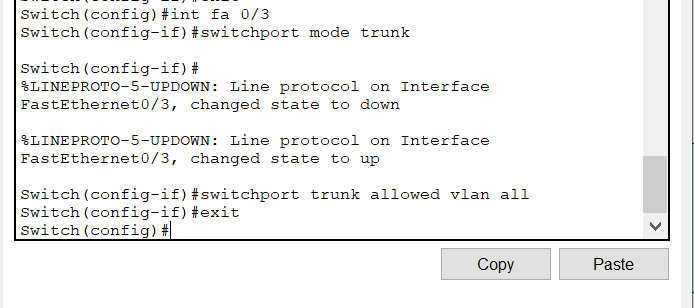 Switch(config)#int fa 0/3
Switch(config-if)#switchport mode trunk
Switch(config-if)#
%LINEPROTO-5-UPDOWN: Line protocol on Interface
FastEthernet0/3, changed state to down
%LINEPROTO-5-UPDOWN: Line protocol on Interface
FastEthernet0/3, changed state to up
Switch(config-if)#switchport trunk allowed vlan all
Switch(config-if)#exit
Switch(config)#
Copy
Paste